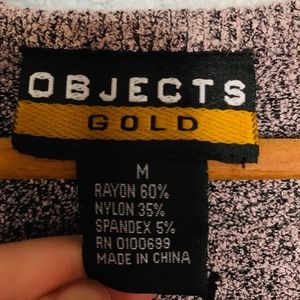 OBJECTS
GOLD
M
RAYON 60%
NYLON 35%
SPANDEX 5%
RN 0100699
MADE IN CHINA